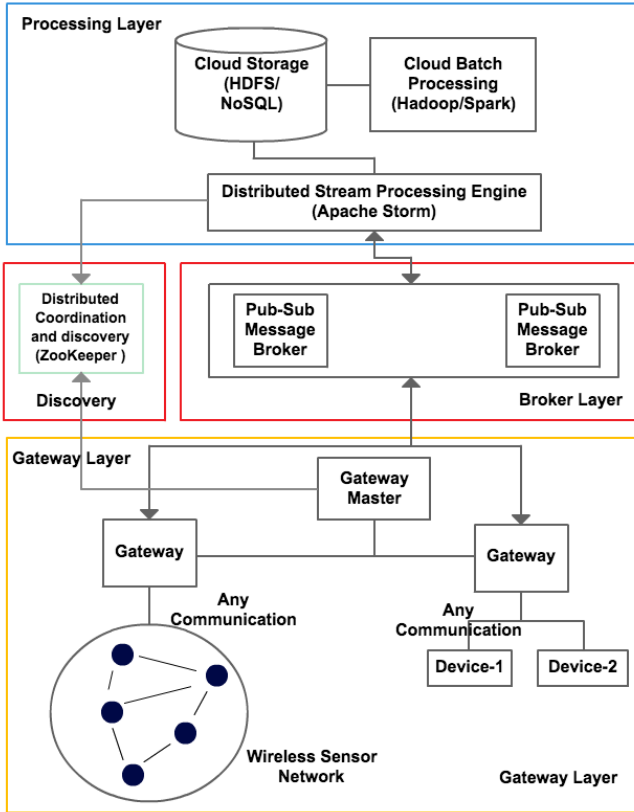 Processing Layer
Cloud Storage
(HDFS/
NoSQL)
Cloud Batch
Processing
(Hadoop/Spark)
Distributed Stream Processing Engine
(Apache Storm)
Distributed
Coordination
and discovery
(ZooKeeper )
Discovery
Pub-Sub
Message
Broker
Pub-Sub
Message
Broker
Broker Layer
Gateway Layer
Gateway
Master
Gateway
Gateway
Any
Communication
Any
Communication
Device-1
Device-2
Wireless Sensor
Network
Gateway Layer